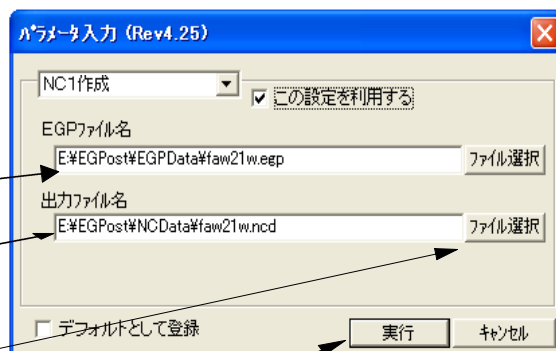 パラメータ入力 (Rev4.25)
NC1作成
この設定を利用する
EGPファイル名
E:¥EGPost¥EGPData¥faw21w.egp
ファイル選択
出力ファイル名
E:¥EGPost¥NCData¥faw21w.ncd
ファイル選択
デフォルトとして登録
実行
キャンセル